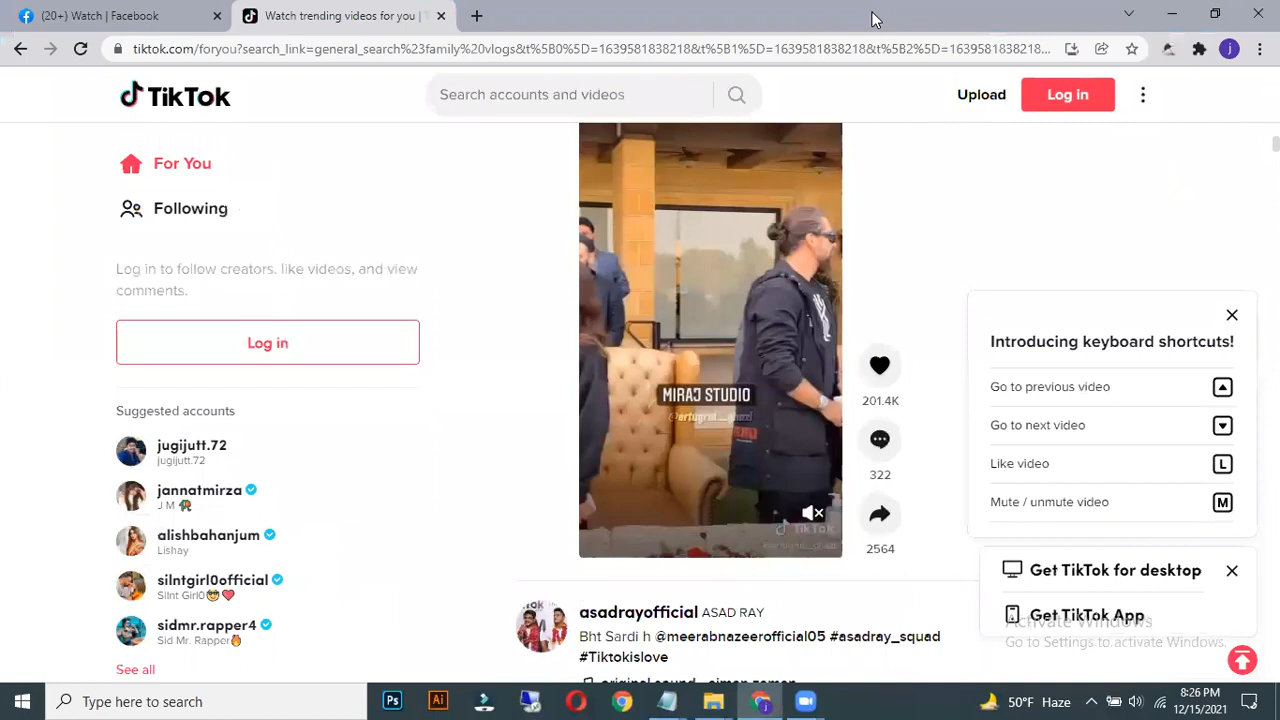 (20+) Watch | Facebook
Watch trending videos for you | T
tiktok.com/foryou?search_link=general_search%23family%20vlogs&t%5B0%5D=1639581838218&t%5B1%5D=1639581838218&t%5B2%5D=1639581838218...
j
TikTok
Search accounts and videos
Upload
Log in
For You
Following
Log in to follow creators, like videos, and view
comments.
Log in
Suggested accounts
jugijutt.72
jugijutt.72
jannatmirza
J M
alishbahanjum
Lishay
silntgirl0official
Silnt Girl0
sidmr.rapper4
Sid Mr. Rapper
See all
MIRAJ STUDIO
TikTok
201.4K
322
2564
asadrayofficial ASAD RAY
Bht Sardi h @meerabnazeerofficial05 #asadray_squad
#Tiktokislove
Introducing keyboard shortcuts!
Go to previous video
Go to next video
Like video L
Mute / unmute video M
Get TikTok for desktop
Get TikTok App
Activate Windows
Go to Settings to activate Windows.
Type here to search
Ps
Ai
50°F Haze
8:26 PM
12/15/2021